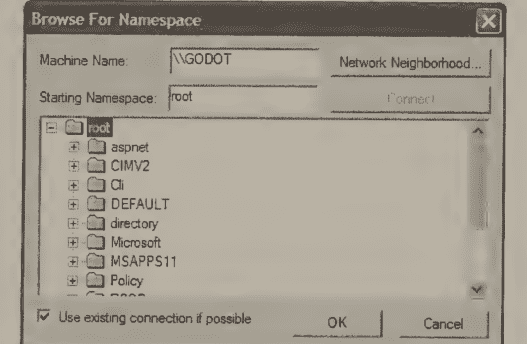 Browse For Namespace
Machine Name: \\GODOT Network Neighborhood...
Starting Namespace: root Connect
root
aspnet
CIMV2
Cli
DEFAULT
directory
Microsoft
MSAPPS11
Policy
Use existing connection if possible OK Cancel